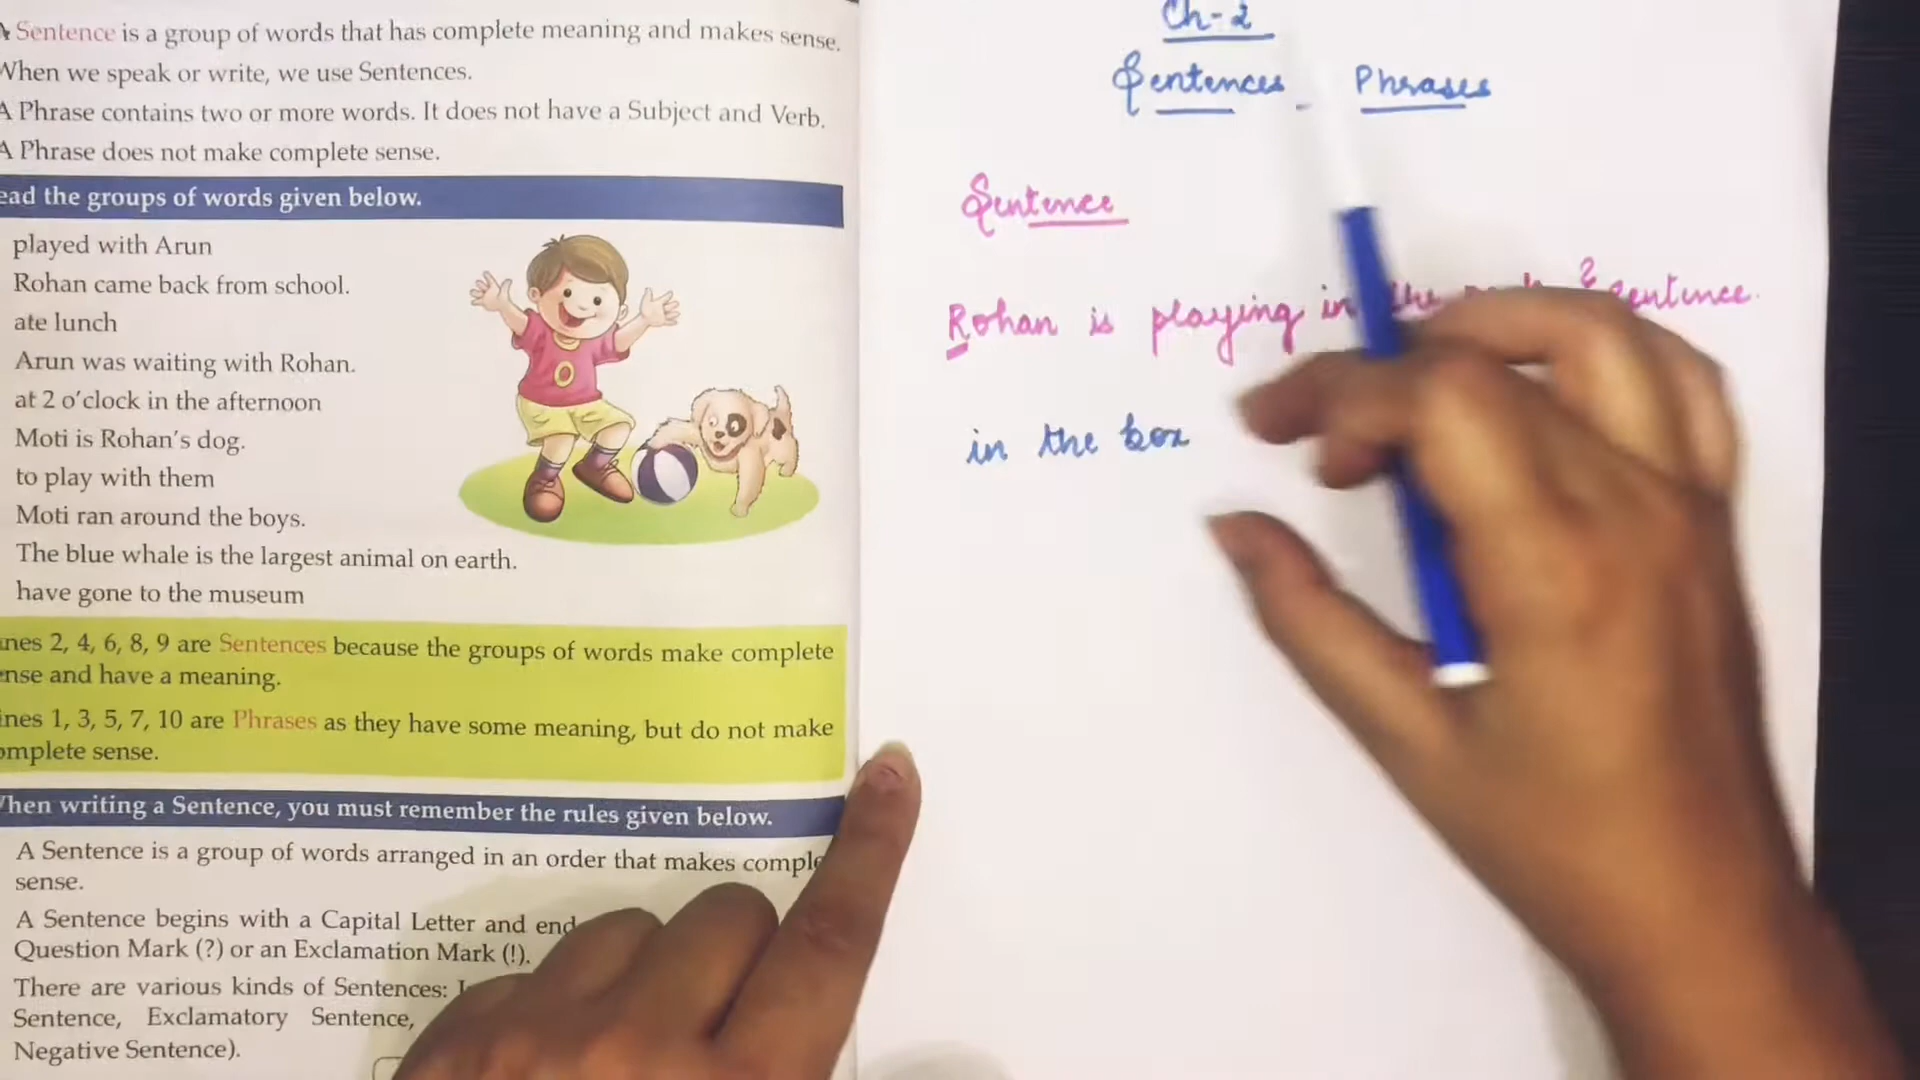 Sentence is a group of words that has complete meaning and makes sense.
When we speak or write, we use Sentences.
A Phrase contains two or more words. It does not have a Subject and Verb.
A Phrase does not make complete sense.
ead the groups of words given below.
played with Arun
Rohan came back from school.
ate lunch
Arun was waiting with Rohan.
at 2 o'clock in the afternoon
Moti is Rohan's dog.
to play with them
Moti ran around the boys.
The blue whale is the largest animal on earth.
have gone to the museum
nes 2, 4, 6, 8, 9 are Sentences because the groups of words make complete
nse and have a meaning.
ines 1, 3, 5, 7, 10 are Phrases as they have some meaning, but do not make
omplete sense.
hen writing a Sentence, you must remember the rules given below.
A Sentence is a group of words arranged in an order that makes comple
sense.
A Sentence begins with a Capital Letter and end
Question Mark (?) or an Exclamation Mark (!).
There are various kinds of Sentences:
Sentence, Exclamatory Sentence,
Negative Sentence).
Ch-2
Sentences - Phrases
Sentence
Rohan is playing in the sentence.
in the box